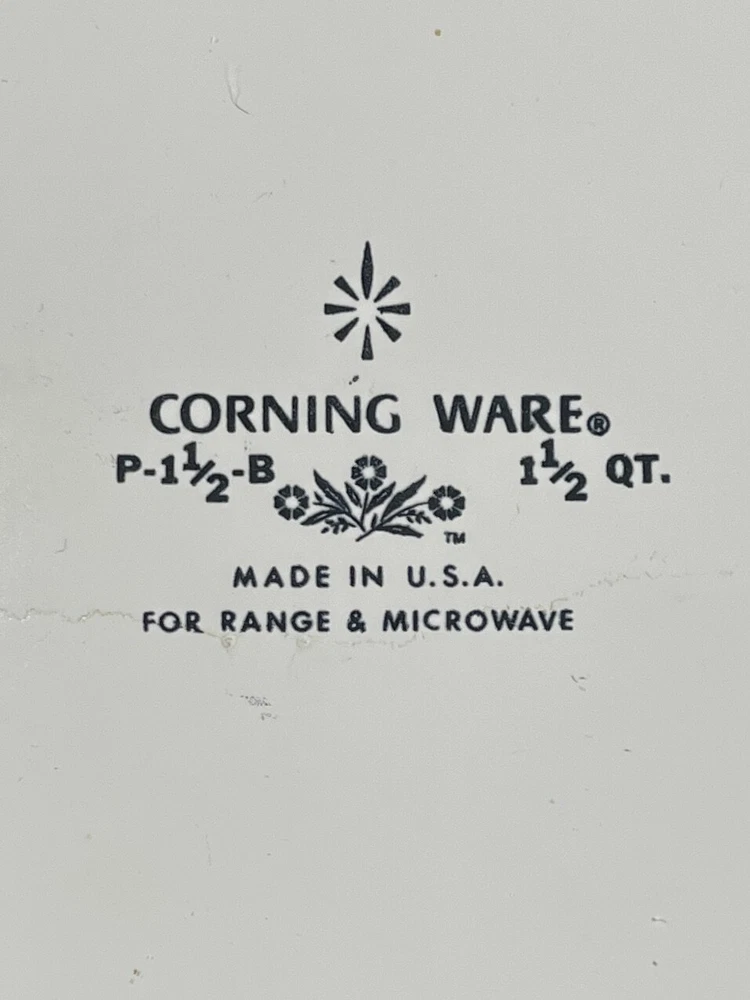 CORNING WARE®
P-1½-B 1½ QT.
TM
MADE IN U.S.A.
FOR RANGE & MICROWAVE